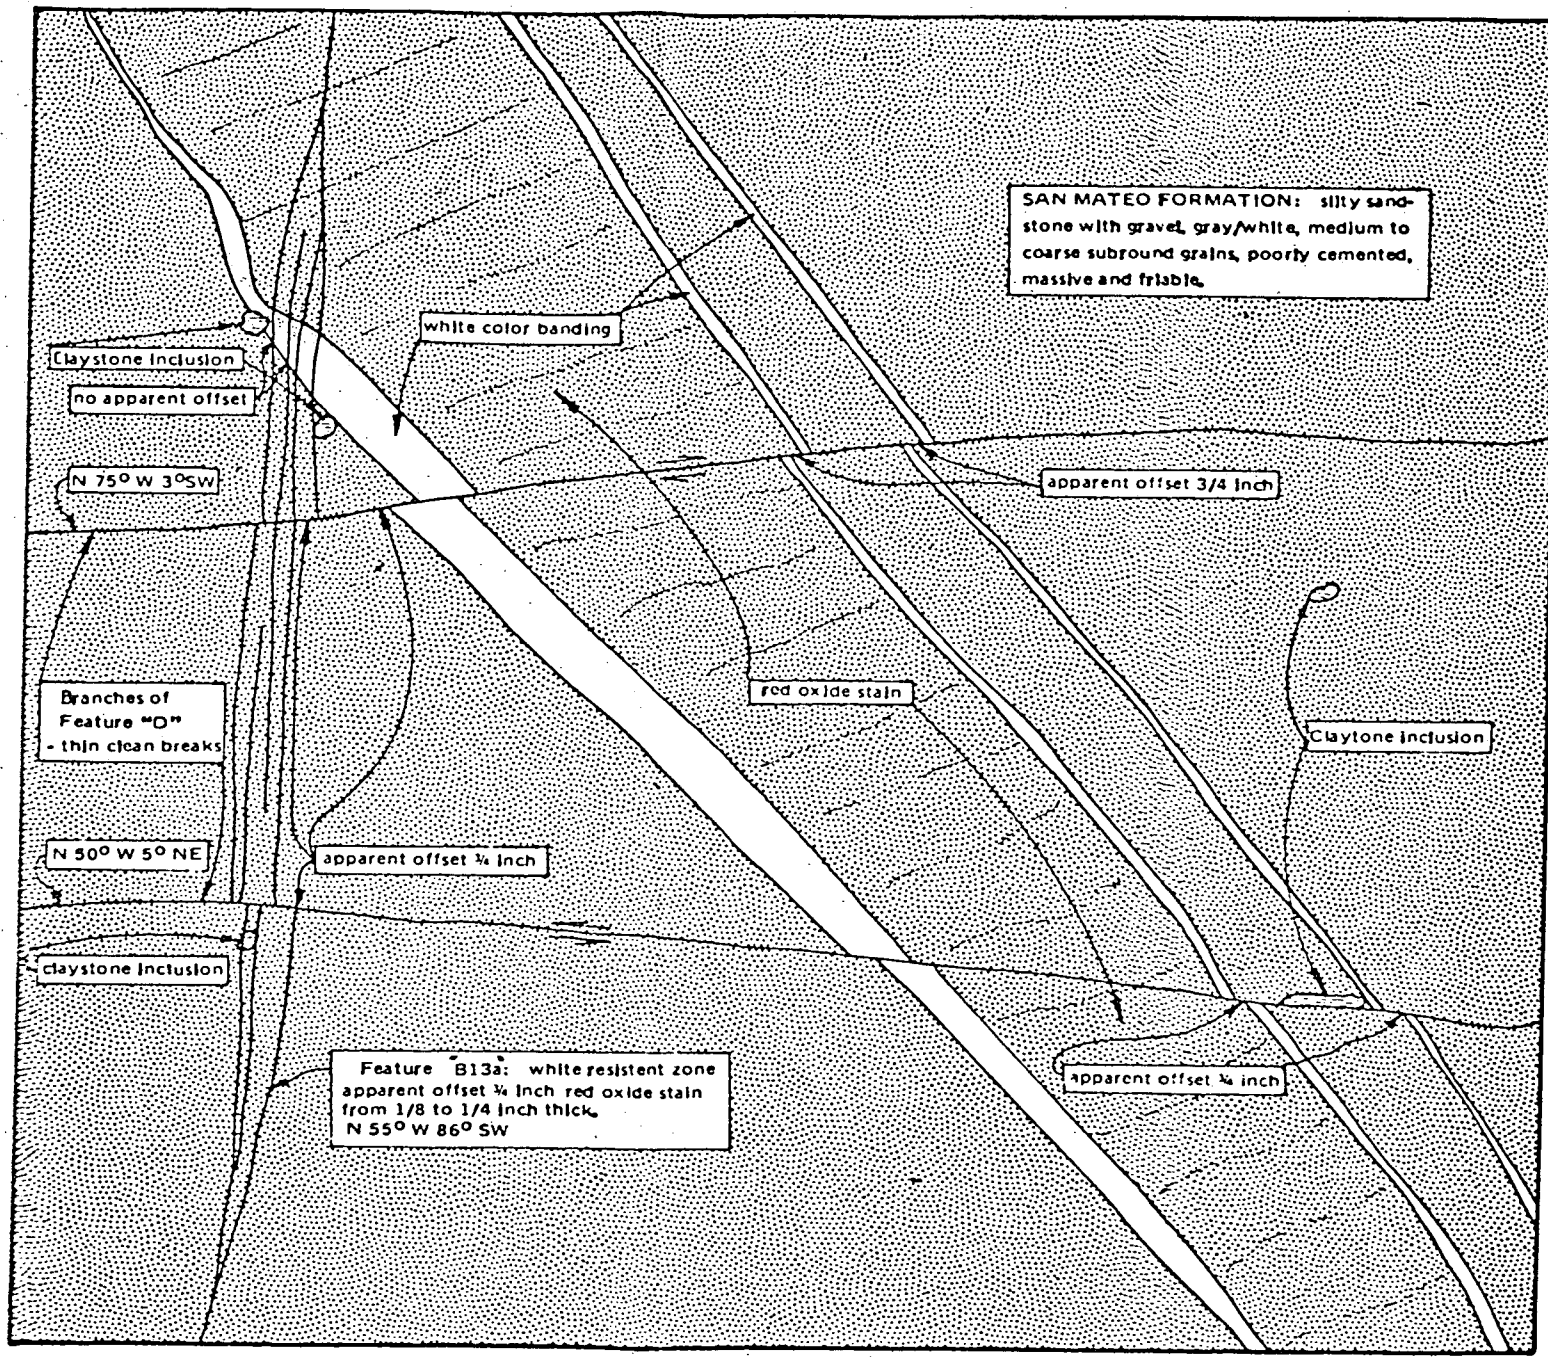 SAN MATEO FORMATION: silty sand-
stone with gravel, gray/white, medium to
coarse subround grains, poorly cemented,
massive and friable.
white color banding
Claystone inclusion
no apparent offset
N 75° W 3° SW
apparent offset 3/4 inch
Branches of
Feature "D"
- thin clean breaks
red oxide stain
Claytone inclusion
N 50° W 5° NE
apparent offset ¾ inch
claystone inclusion
Feature "B13a": white resistent zone
apparent offset ¼ inch red oxide stain
from 1/8 to 1/4 inch thick.
N 55° W 86° SW
apparent offset ¾ inch